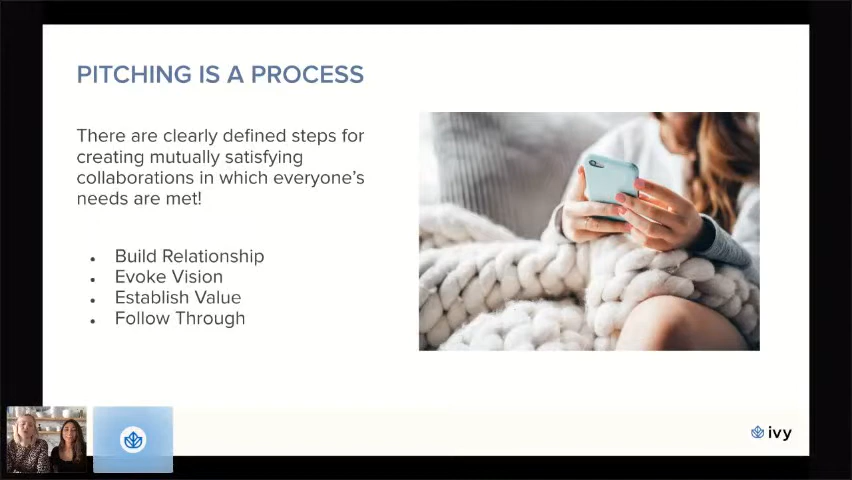 PITCHING IS A PROCESS
There are clearly defined steps for
creating mutually satisfying
collaborations in which everyone's
needs are met!
• Build Relationship
• Evoke Vision
• Establish Value
• Follow Through
ivy